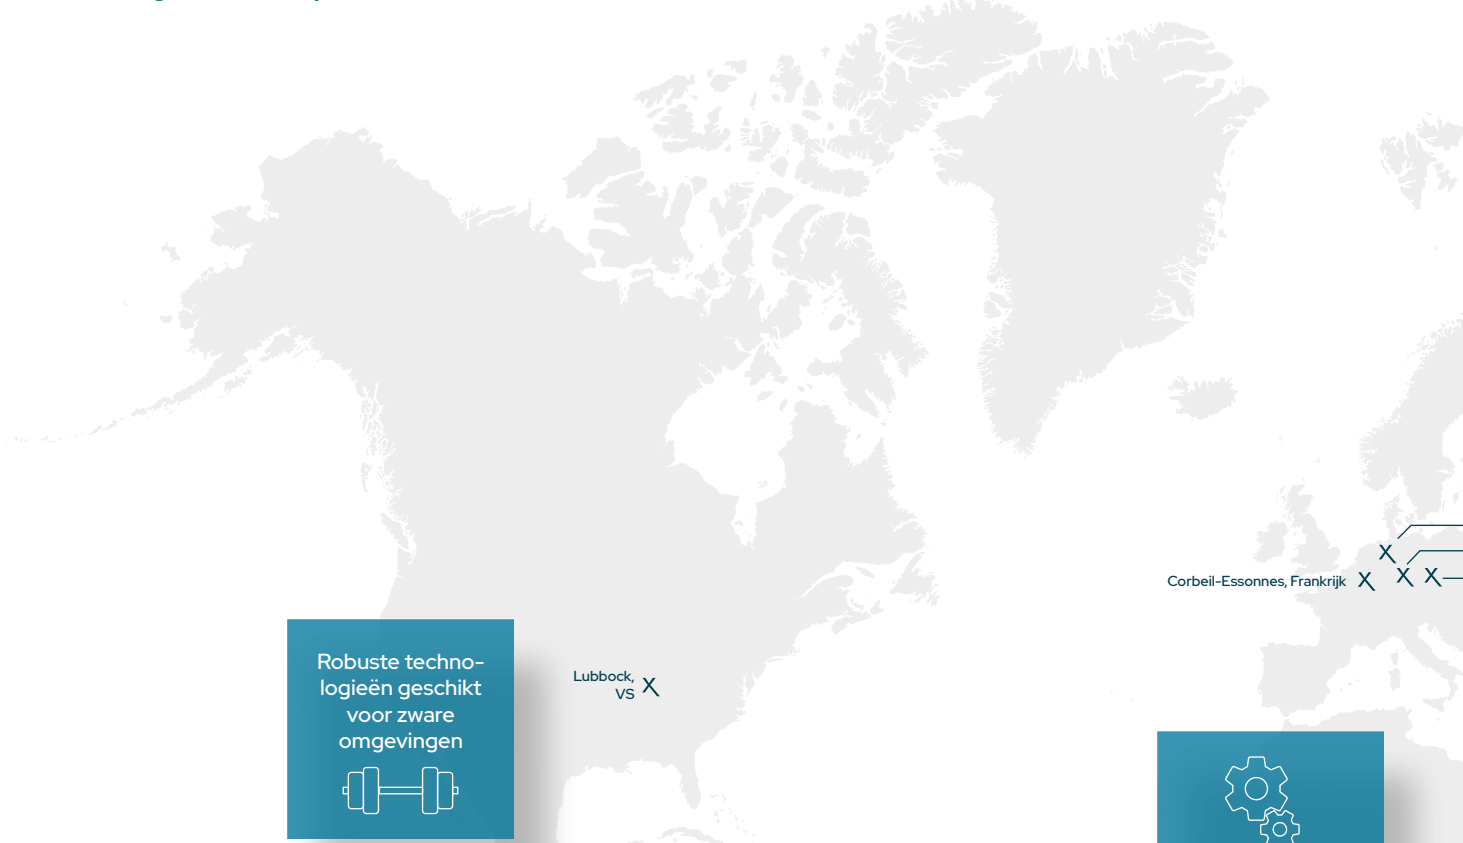 Corbeil-Essonnes, Frankrijk
Robuste techno-
logieën geschikt
voor zware
omgevingen
Lubbock,
VS